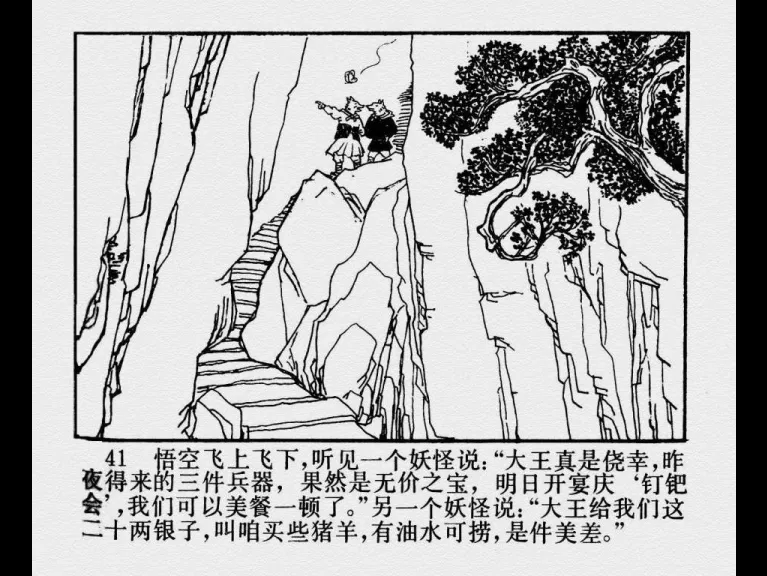 41 悟空飞上飞下,听见一个妖怪说:“大王真是侥幸,昨
夜得来的三件兵器，果然是无价之宝，明日开宴庆‘钉钯
会’,我们可以美餐一顿了。”另一个妖怪说:“大王给我们这
二十两银子,叫咱买些猪羊,有油水可捞,是件美差。”